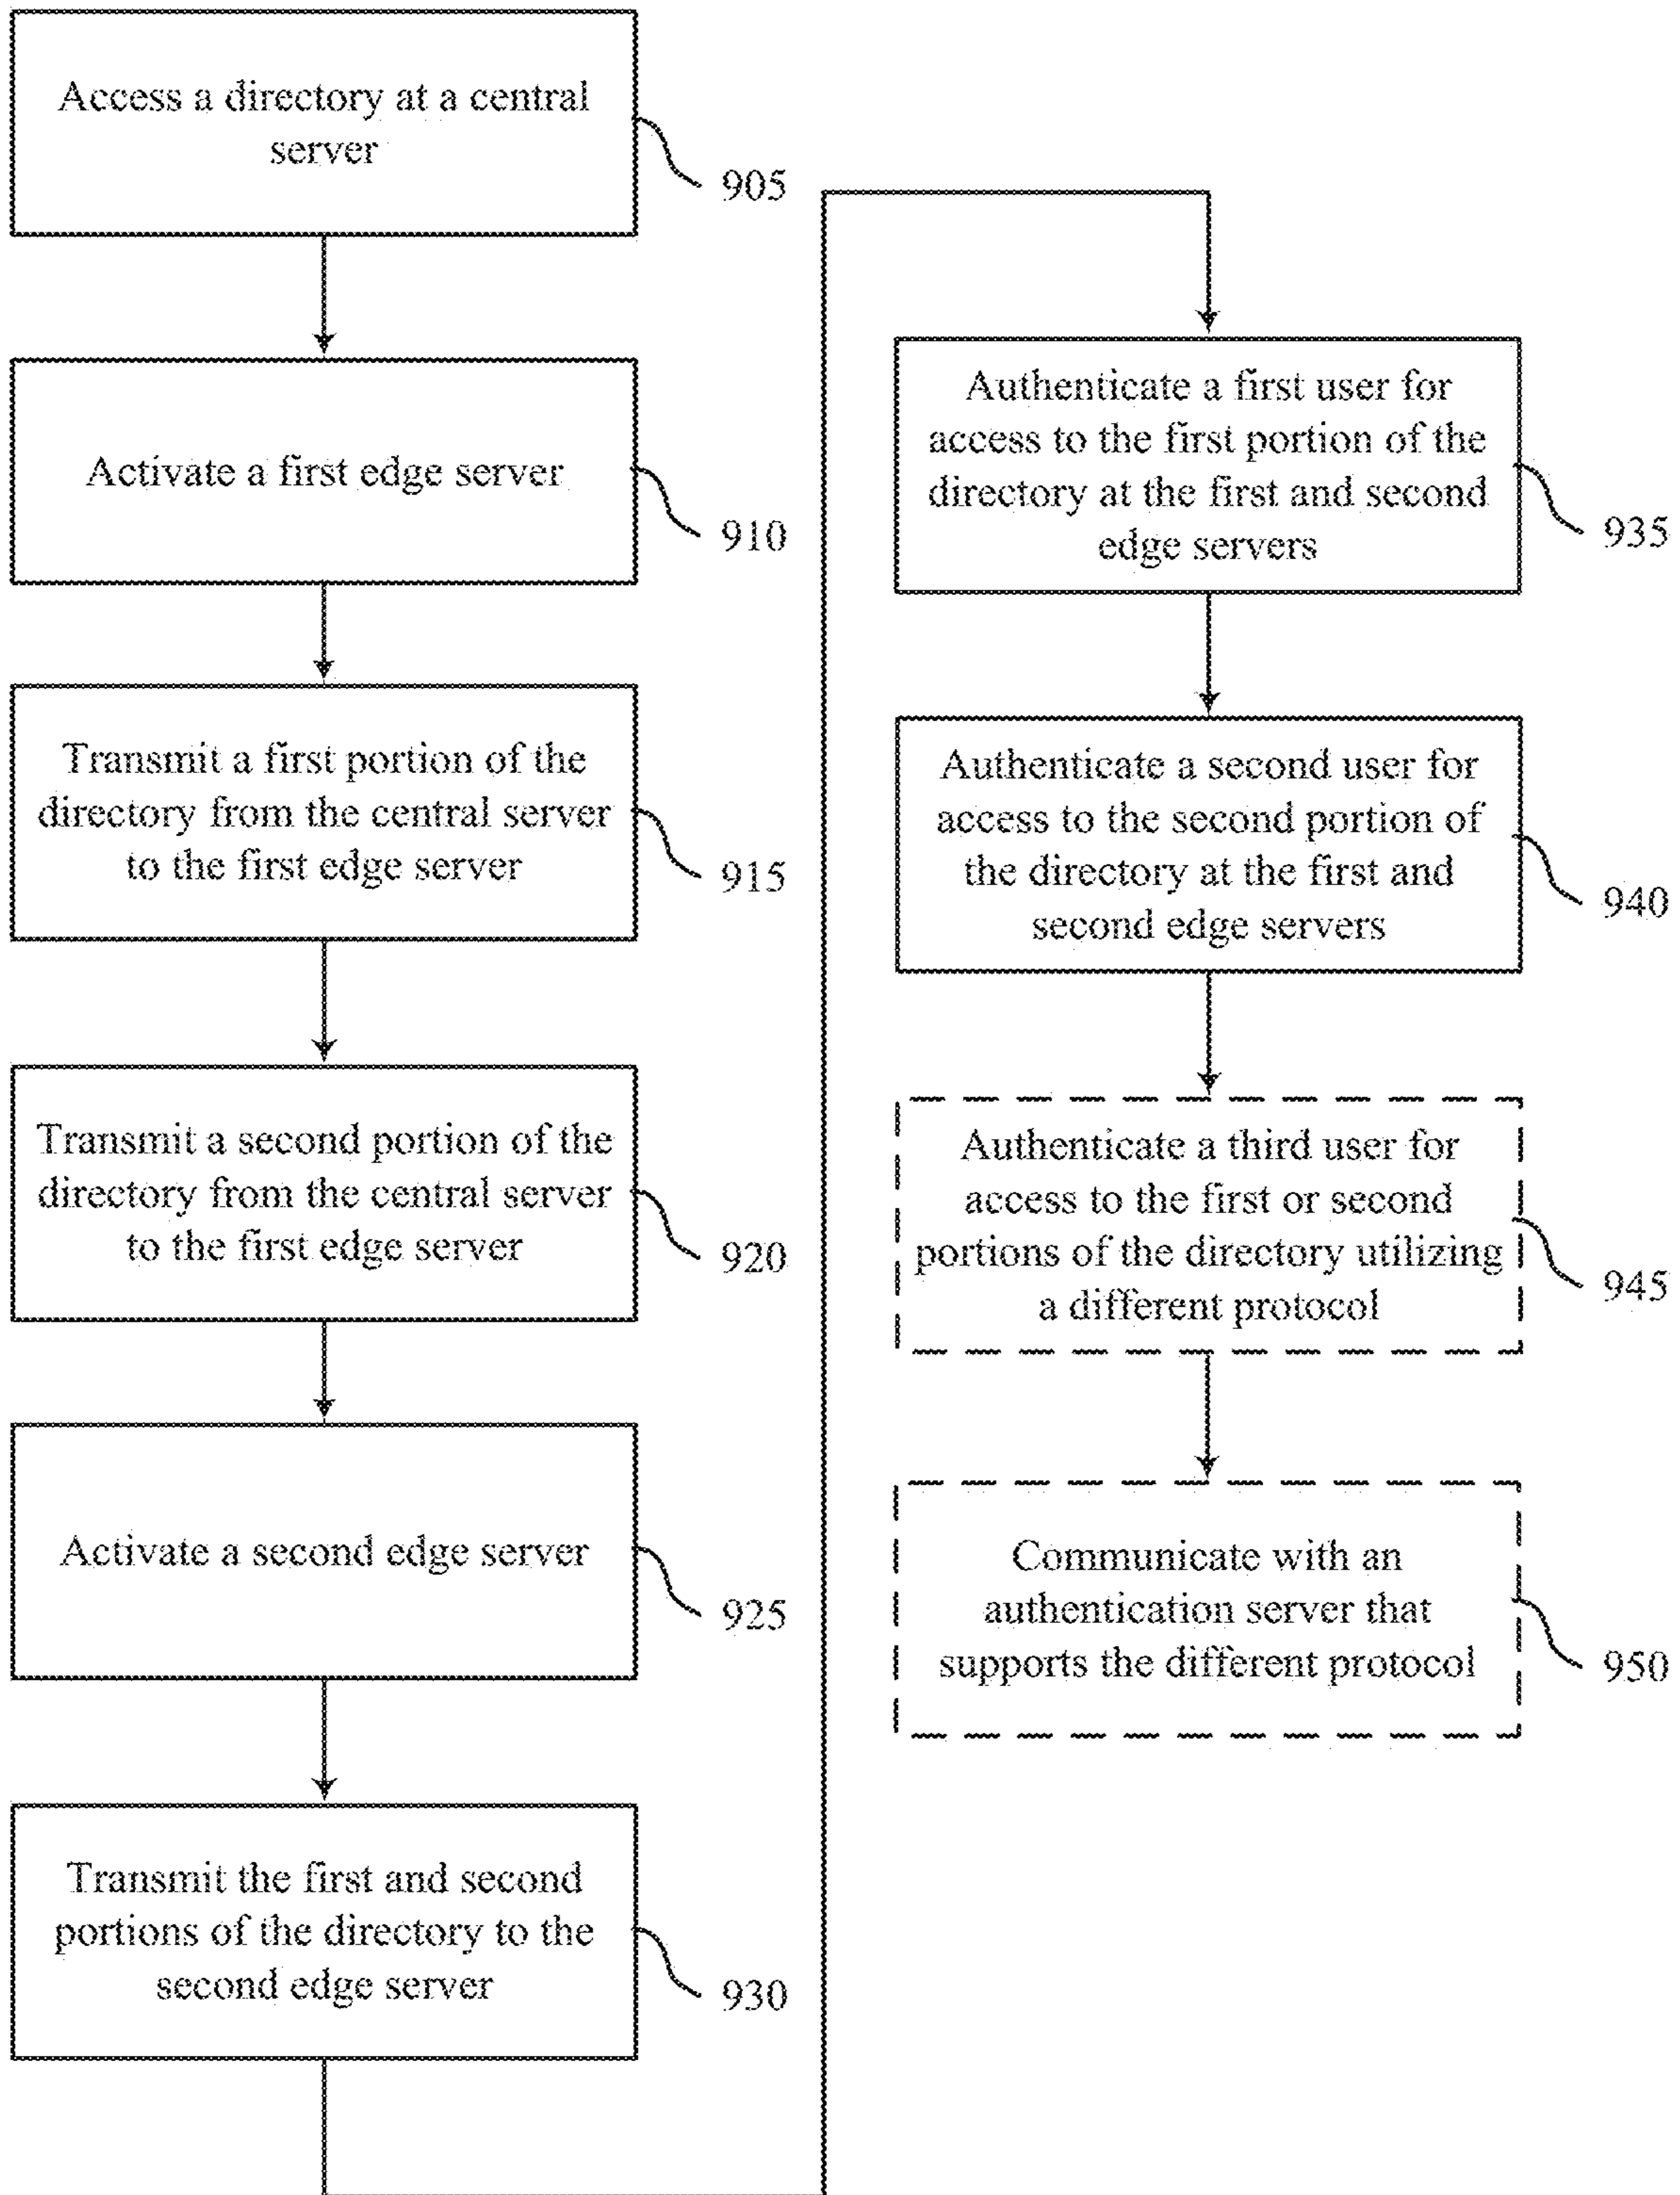 Access a directory at a central
server
905
Activate a first edge server
910
Transmit a first portion of the
directory from the central server
to the first edge server
915
Transmit a second portion of the
directory from the central server
to the first edge server
920
Activate a second edge server
925
Transmit the first and second
portions of the directory to the
second edge server
930
Authenticate a first user for
access to the first portion of the
directory at the first and second
edge servers
935
Authenticate a second user for
access to the second portion of
the directory at the first and
second edge servers
940
Authenticate a third user for
access to the first or second
portions of the directory utilizing
a different protocol
945
Communicate with an
authentication server that
supports the different protocol
950